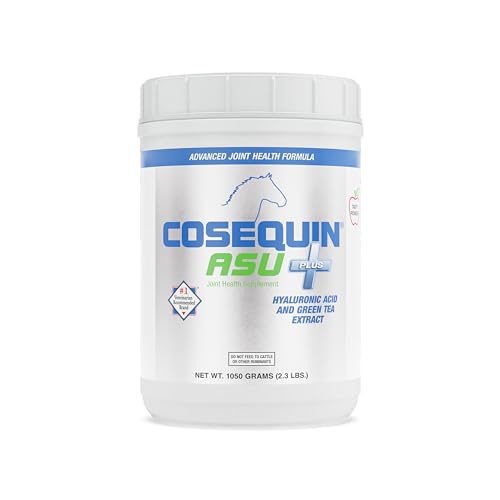 ADVANCED JOINT HEALTH FORMULA
COSEQUIN®
ASU
PLUS
Joint Health Supplement
HYALURONIC ACID
AND GREEN TEA
EXTRACT
#1
Veterinarian
Recommended
Brand
DO NOT FEED TO CATTLE
OR OTHER RUMINANTS
NET WT. 1050 GRAMS (2.3 LBS.)